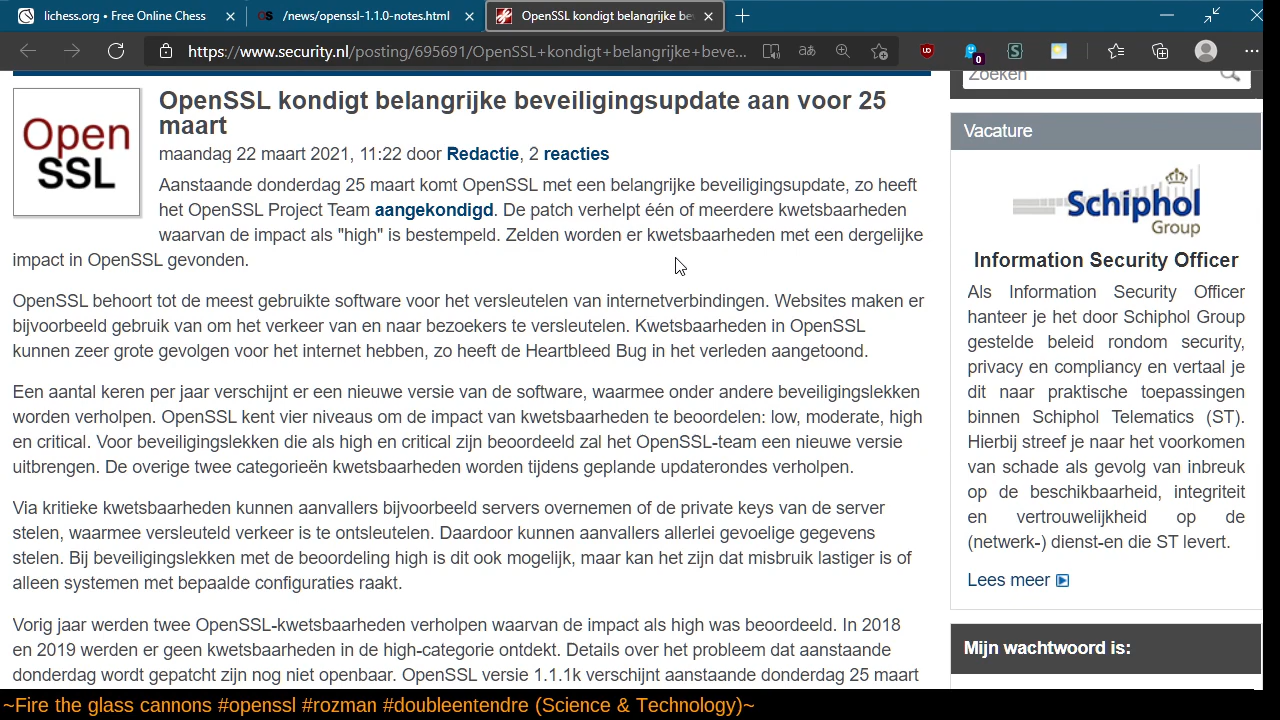 lichess.org • Free Online Chess
/news/openssl-1.1.0-notes.html
OpenSSL kondigt belangrijke be
https://www.security.nl/posting/695691/OpenSSL+kondigt+belangrijke+beve...
Zoeken
Open
SSL
OpenSSL kondigt belangrijke beveiligingsupdate aan voor 25
maart
maandag 22 maart 2021, 11:22 door Redactie, 2 reacties
Aanstaande donderdag 25 maart komt OpenSSL met een belangrijke beveiligingsupdate, zo heeft
het OpenSSL Project Team aangekondigd. De patch verhelpt één of meerdere kwetsbaarheden
waarvan de impact als "high" is bestempeld. Zelden worden er kwetsbaarheden met een dergelijke
impact in OpenSSL gevonden.
OpenSSL behoort tot de meest gebruikte software voor het versleutelen van internetverbindingen. Websites maken er
bijvoorbeeld gebruik van om het verkeer van en naar bezoekers te versleutelen. Kwetsbaarheden in OpenSSL
kunnen zeer grote gevolgen voor het internet hebben, zo heeft de Heartbleed Bug in het verleden aangetoond.
Een aantal keren per jaar verschijnt er een nieuwe versie van de software, waarmee onder andere beveiligingslekken
worden verholpen. OpenSSL kent vier niveaus om de impact van kwetsbaarheden te beoordelen: low, moderate, high
en critical. Voor beveiligingslekken die als high en critical zijn beoordeeld zal het OpenSSL-team een nieuwe versie
uitbrengen. De overige twee categorieën kwetsbaarheden worden tijdens geplande updaterondes verholpen.
Via kritieke kwetsbaarheden kunnen aanvallers bijvoorbeeld servers overnemen of de private keys van de server
stelen, waarmee versleuteld verkeer is te ontsleutelen. Daardoor kunnen aanvallers allerlei gevoelige gegevens
stelen. Bij beveiligingslekken met de beoordeling high is dit ook mogelijk, maar kan het zijn dat misbruik lastiger is of
alleen systemen met bepaalde configuraties raakt.
Vorig jaar werden twee OpenSSL-kwetsbaarheden verholpen waarvan de impact als high was beoordeeld. In 2018
en 2019 werden er geen kwetsbaarheden in de high-categorie ontdekt. Details over het probleem dat aanstaande
donderdag wordt gepatcht zijn nog niet openbaar. OpenSSL versie 1.1.1k verschijnt aanstaande donderdag 25 maart
Vacature
Schiphol
Group
Information Security Officer
Als Information Security Officer
hanteer je het door Schiphol Group
gestelde beleid rondom security,
privacy en compliancy en vertaal je
dit naar praktische toepassingen
binnen Schiphol Telematics (ST).
Hierbij streef je naar het voorkomen
van schade als gevolg van inbreuk
op de beschikbaarheid, integriteit
en vertrouwelijkheid op de
(netwerk-) dienst-en die ST levert.
Lees meer
Mijn wachtwoord is:
~Fire the glass cannons #openssl #rozman #doubleentendre (Science & Technology)~